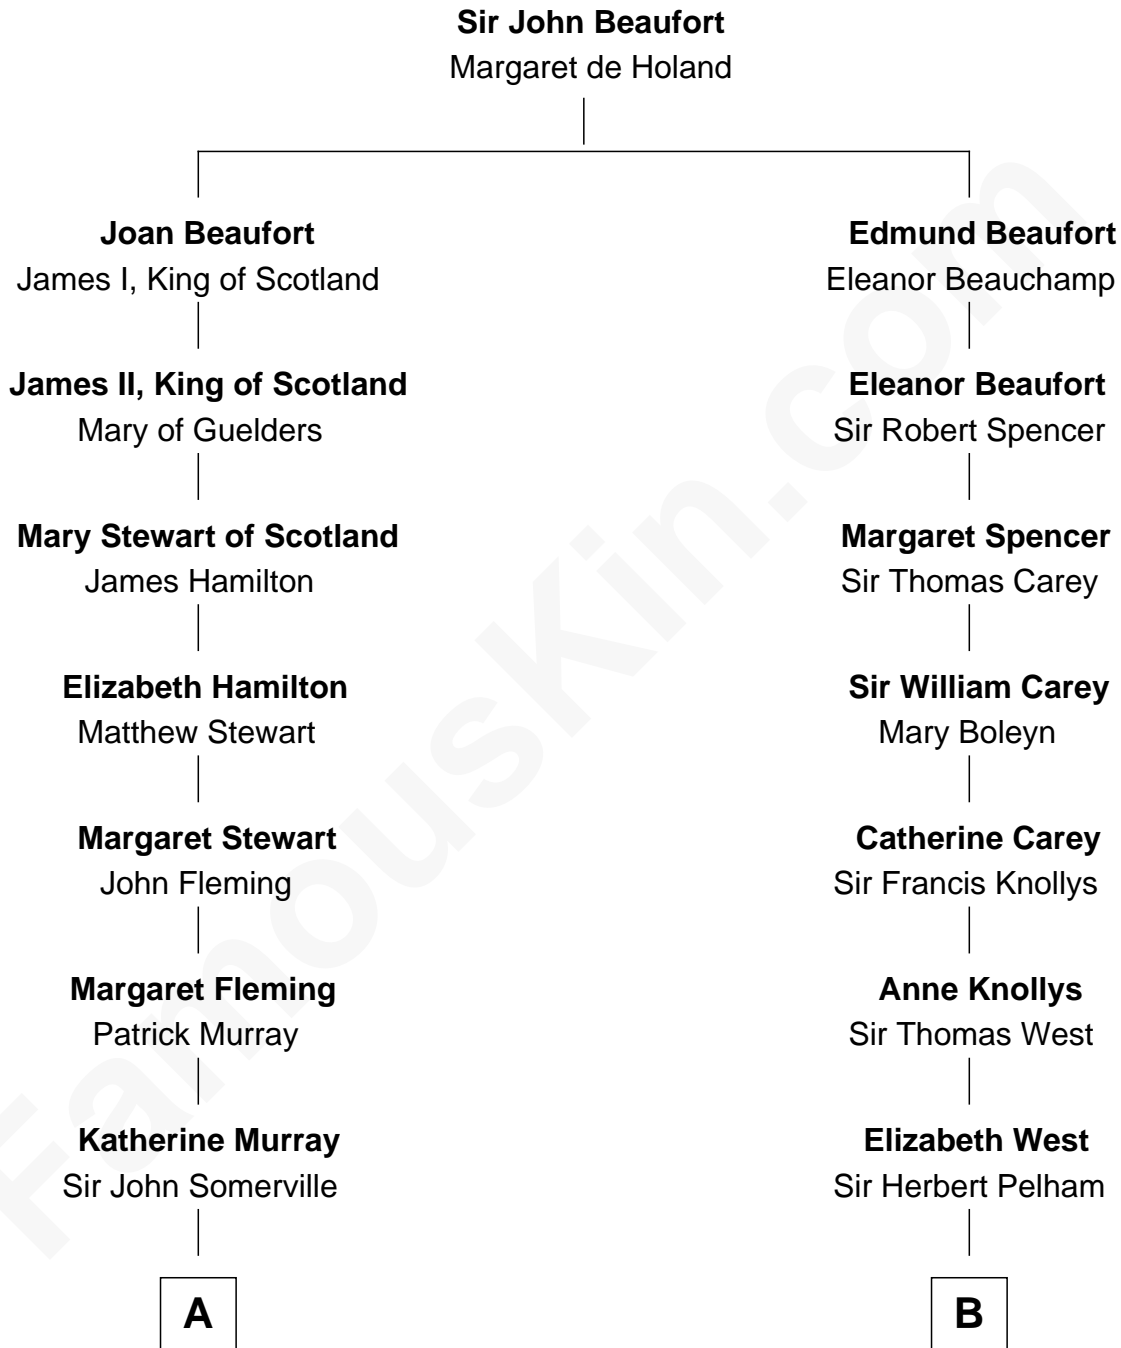 Sir John Beaufort
Margaret de Holand
Joan Beaufort
James I, King of Scotland
Edmund Beaufort
Eleanor Beauchamp
James II, King of Scotland
Mary of Guelders
Eleanor Beaufort
Sir Robert Spencer
Mary Stewart of Scotland
James Hamilton
Margaret Spencer
Sir Thomas Carey
Elizabeth Hamilton
Matthew Stewart
Sir William Carey
Mary Boleyn
Margaret Stewart
John Fleming
Catherine Carey
Sir Francis Knollys
Margaret Fleming
Patrick Murray
Anne Knollys
Sir Thomas West
Katherine Murray
Sir John Somerville
Elizabeth West
Sir Herbert Pelham
A
B
FamousKin.com